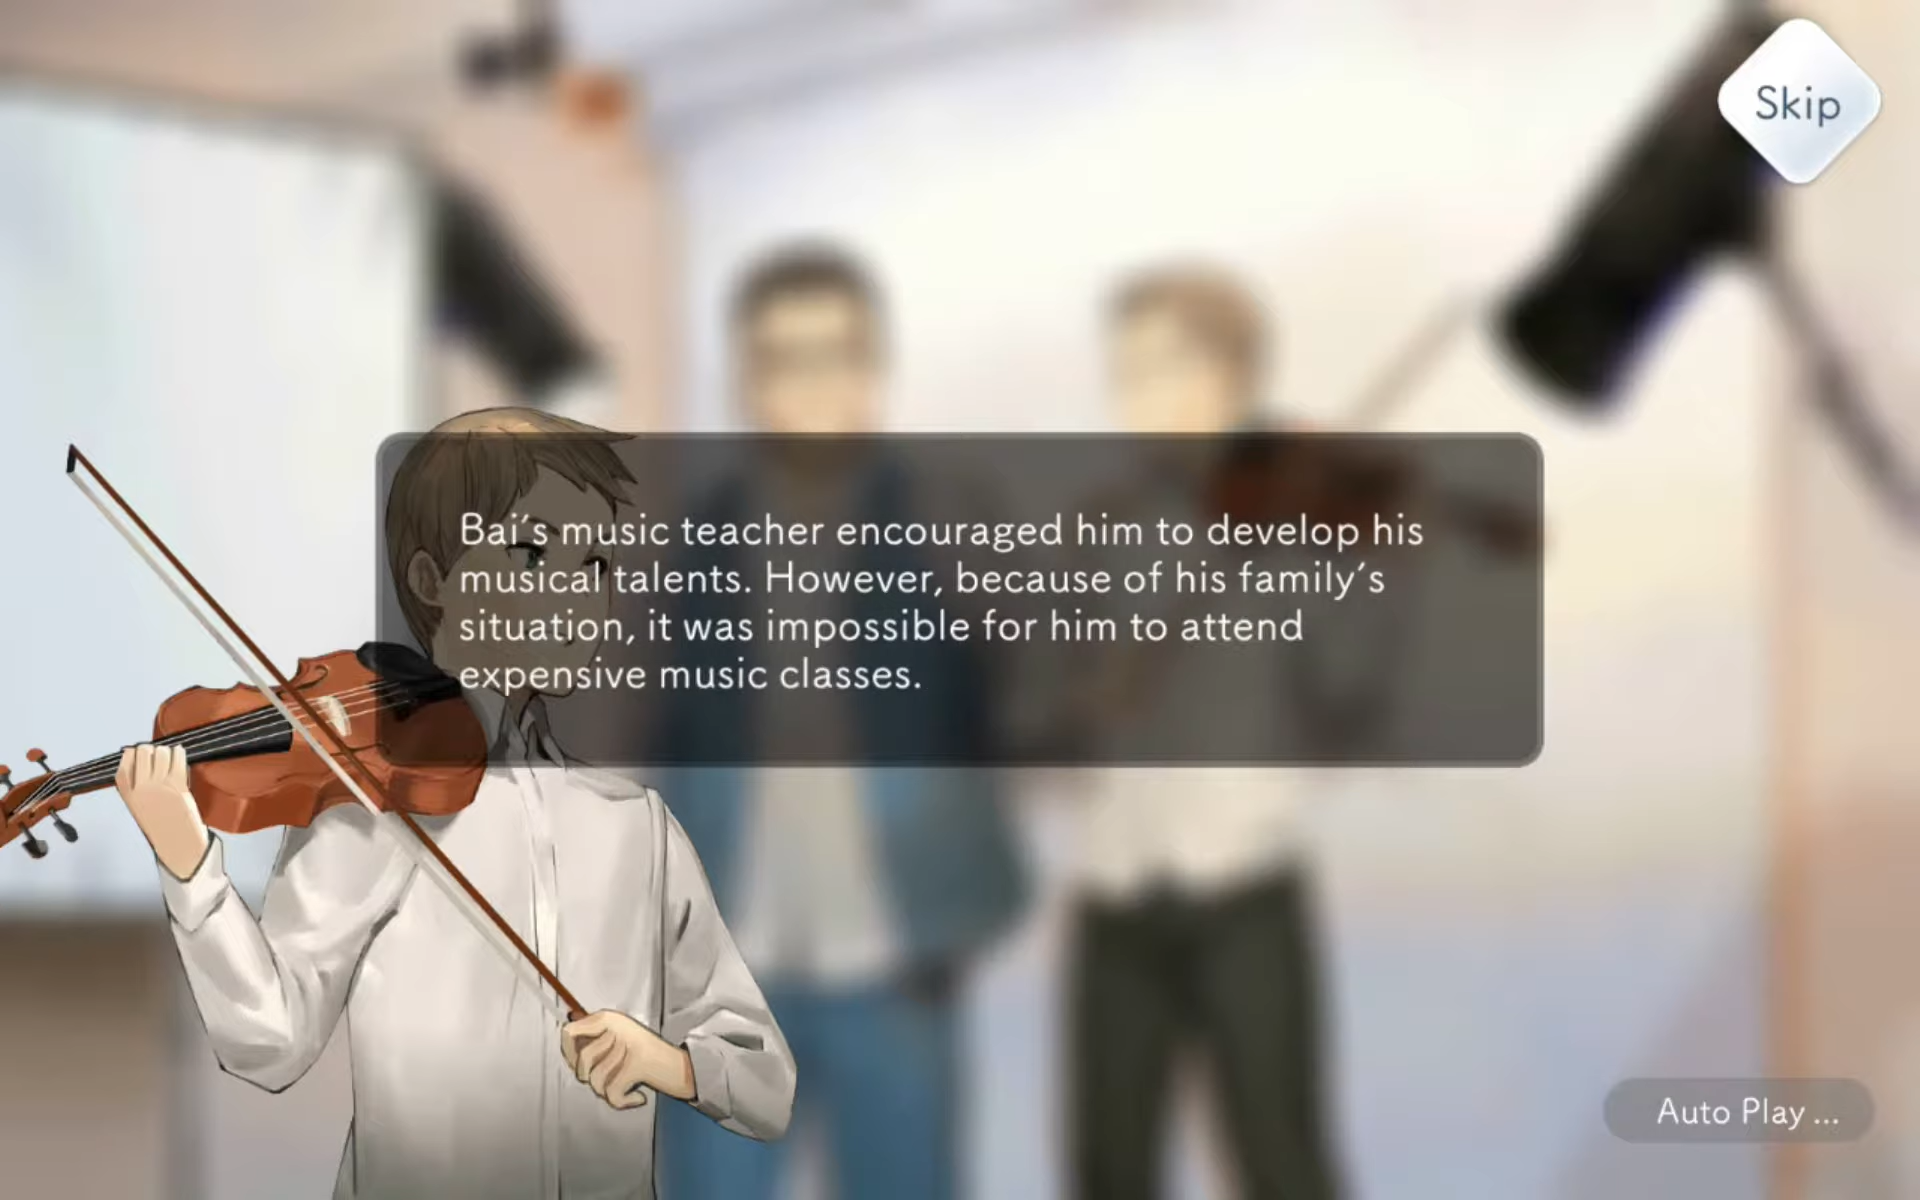 Skip
Bai's music teacher encouraged him to develop his
musical talents. However, because of his family's
situation, it was impossible for him to attend
expensive music classes.
Auto Play ...